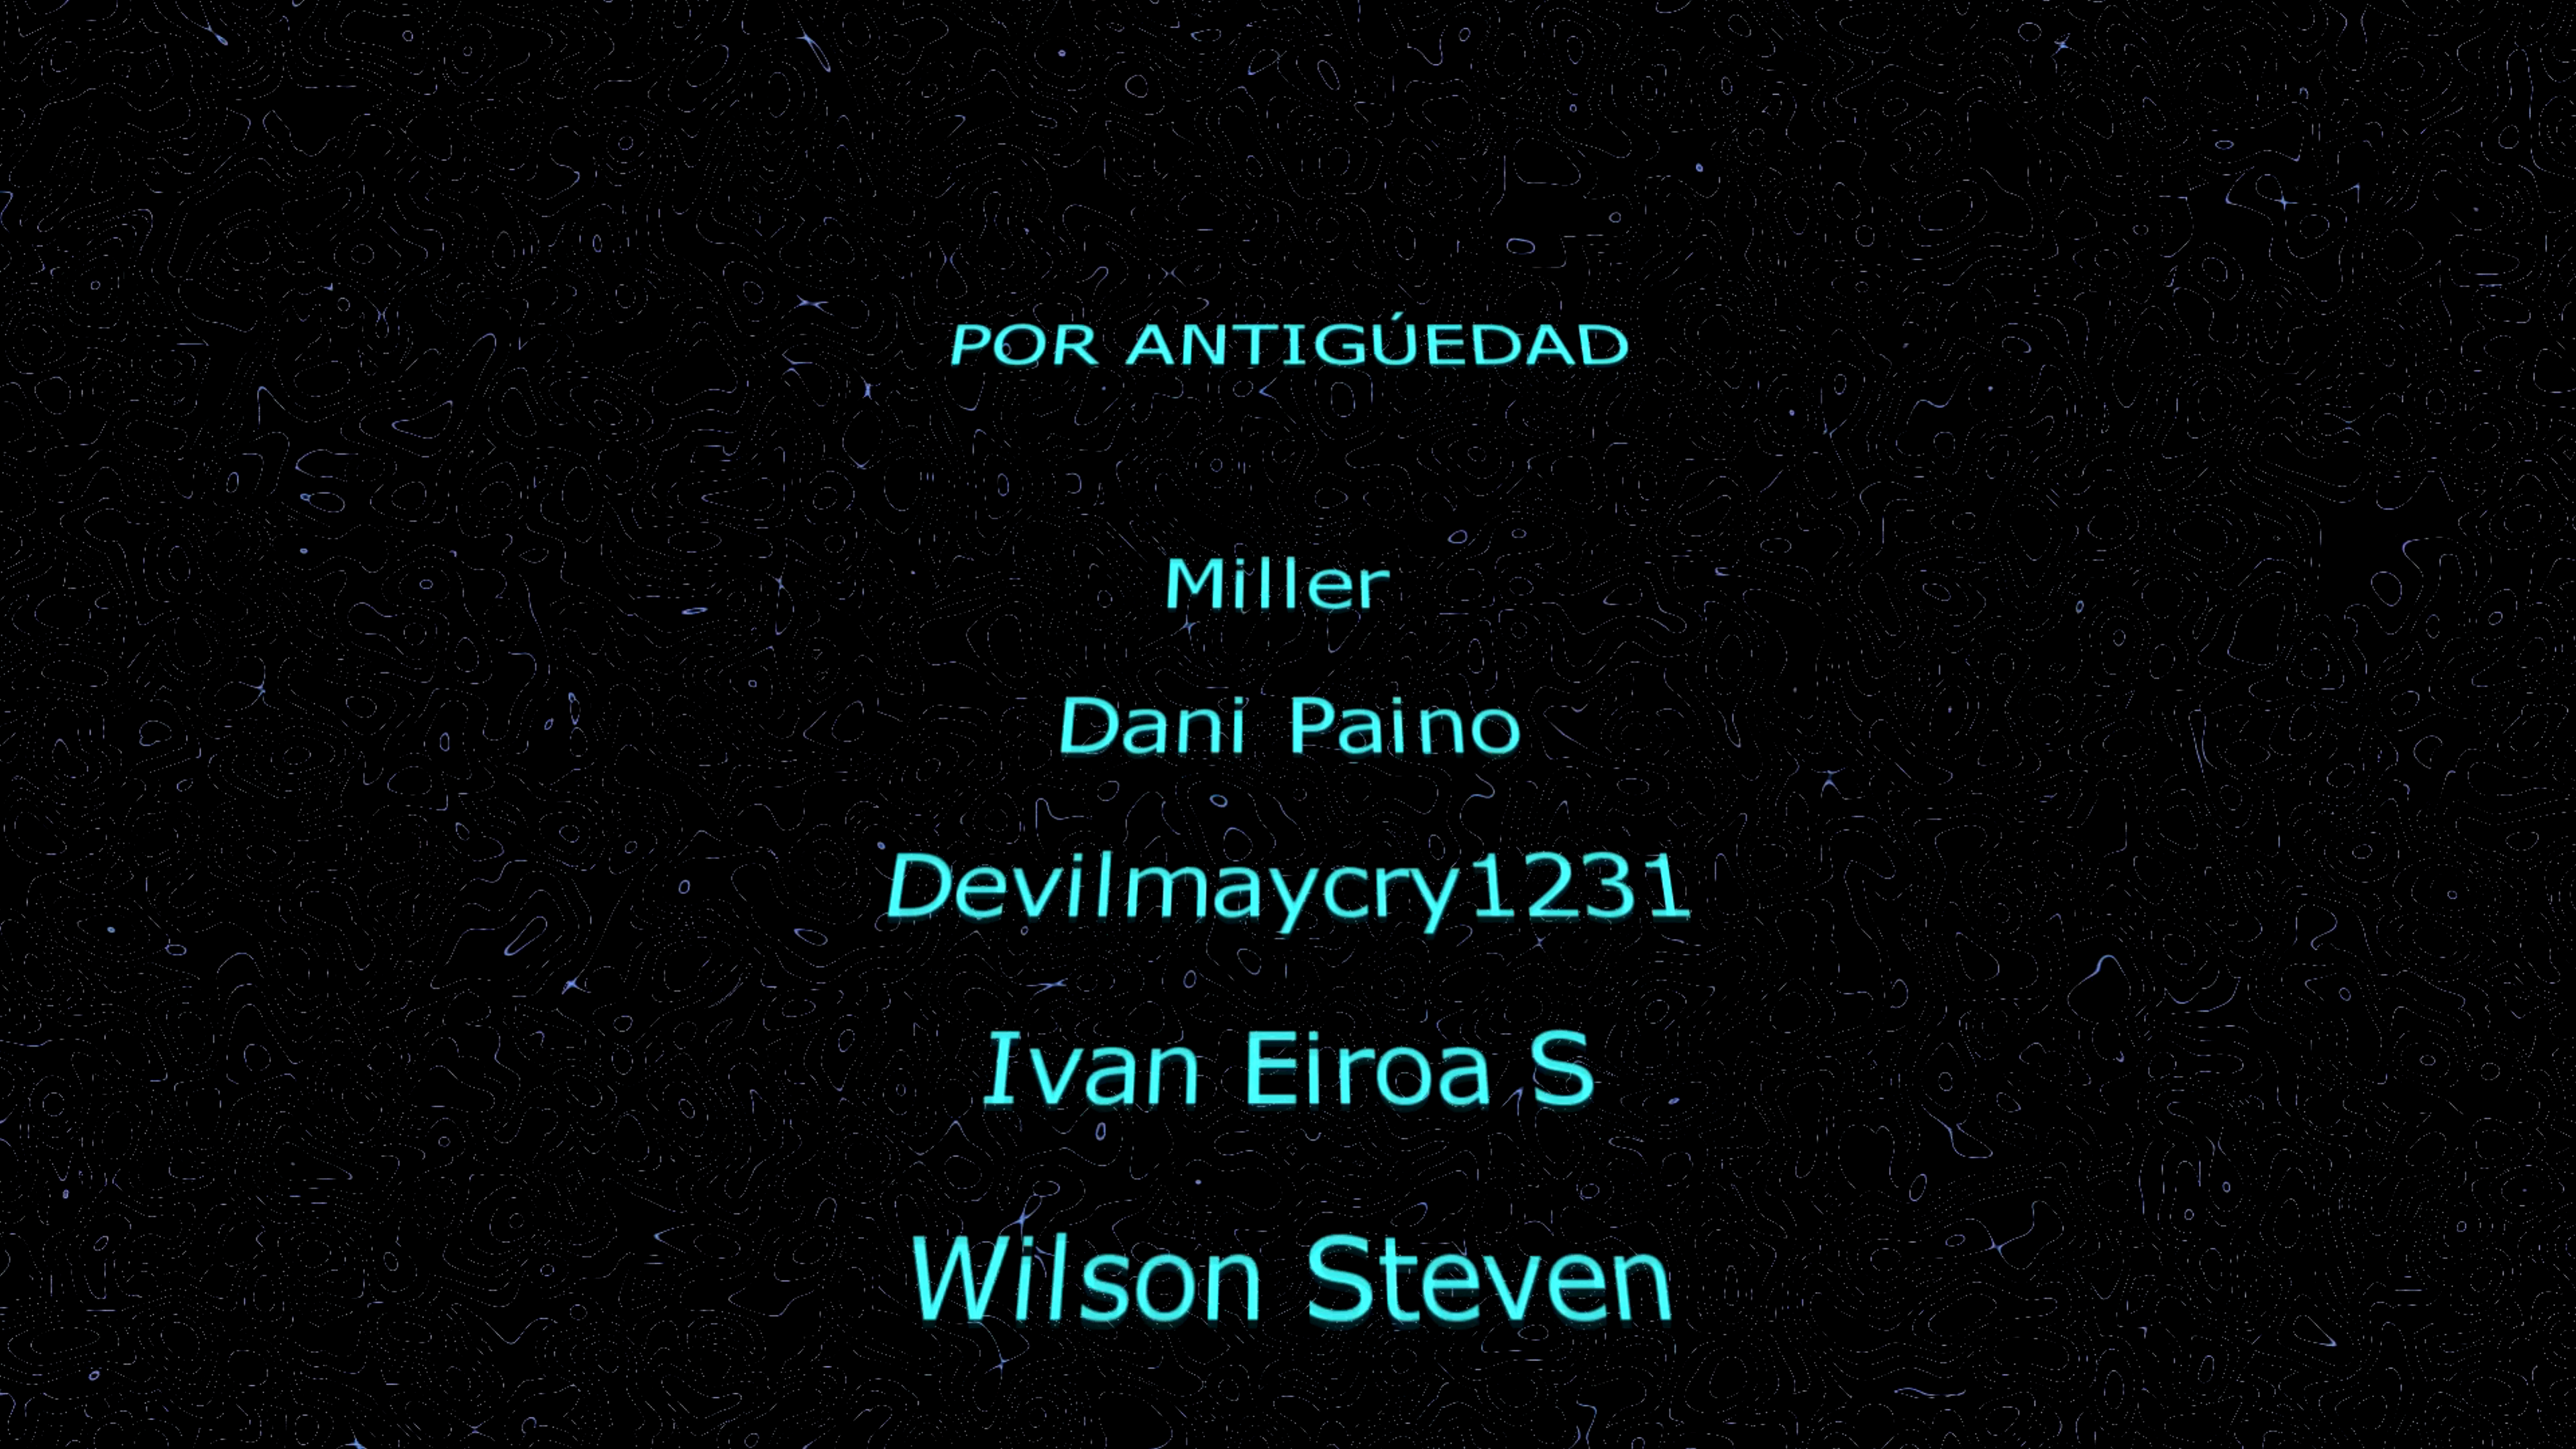 POR ANTIGÚEDAD
Miller
Dani Paino
Devilmaycry1231
Ivan Eiroa S
Wilson Steven